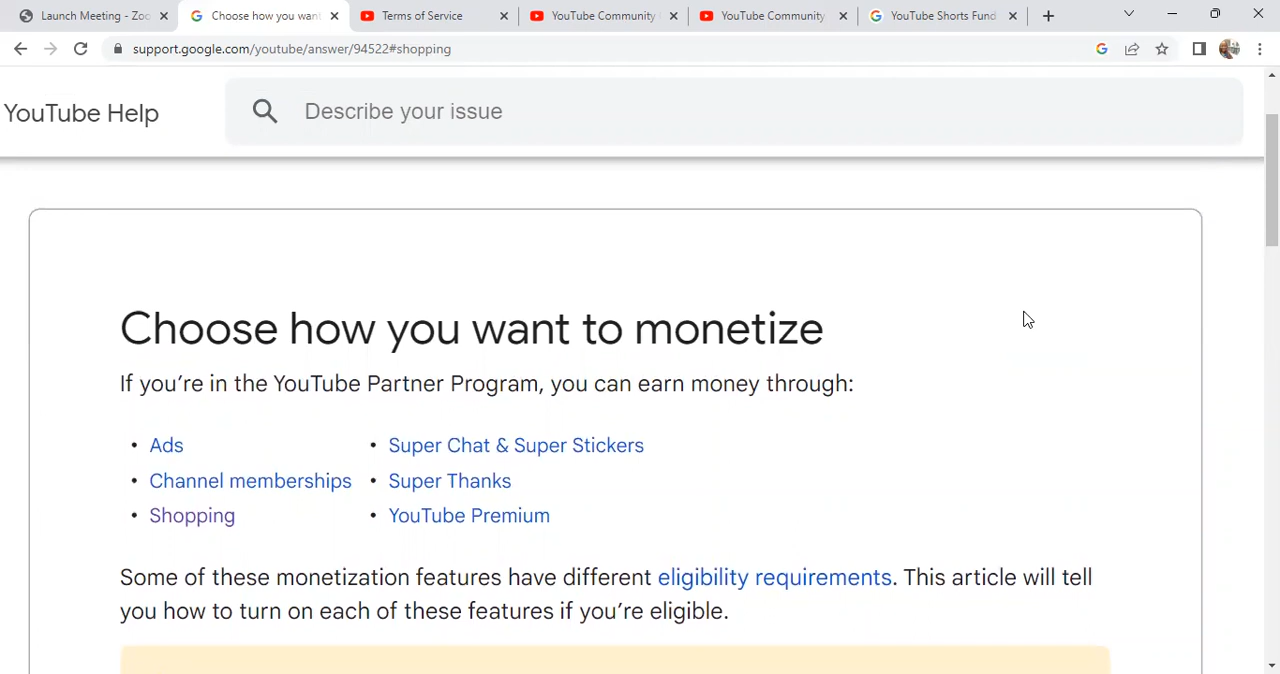 Launch Meeting - Zoo
Choose how you want
Terms of Service
YouTube Community
YouTube Community
YouTube Shorts Fund
support.google.com/youtube/answer/94522#shopping
YouTube Help
Describe your issue
Choose how you want to monetize
If you’re in the YouTube Partner Program, you can earn money through:
• Ads
• Super Chat & Super Stickers
• Channel memberships
• Super Thanks
• Shopping
• YouTube Premium
Some of these monetization features have different eligibility requirements. This article will tell
you how to turn on each of these features if you’re eligible.